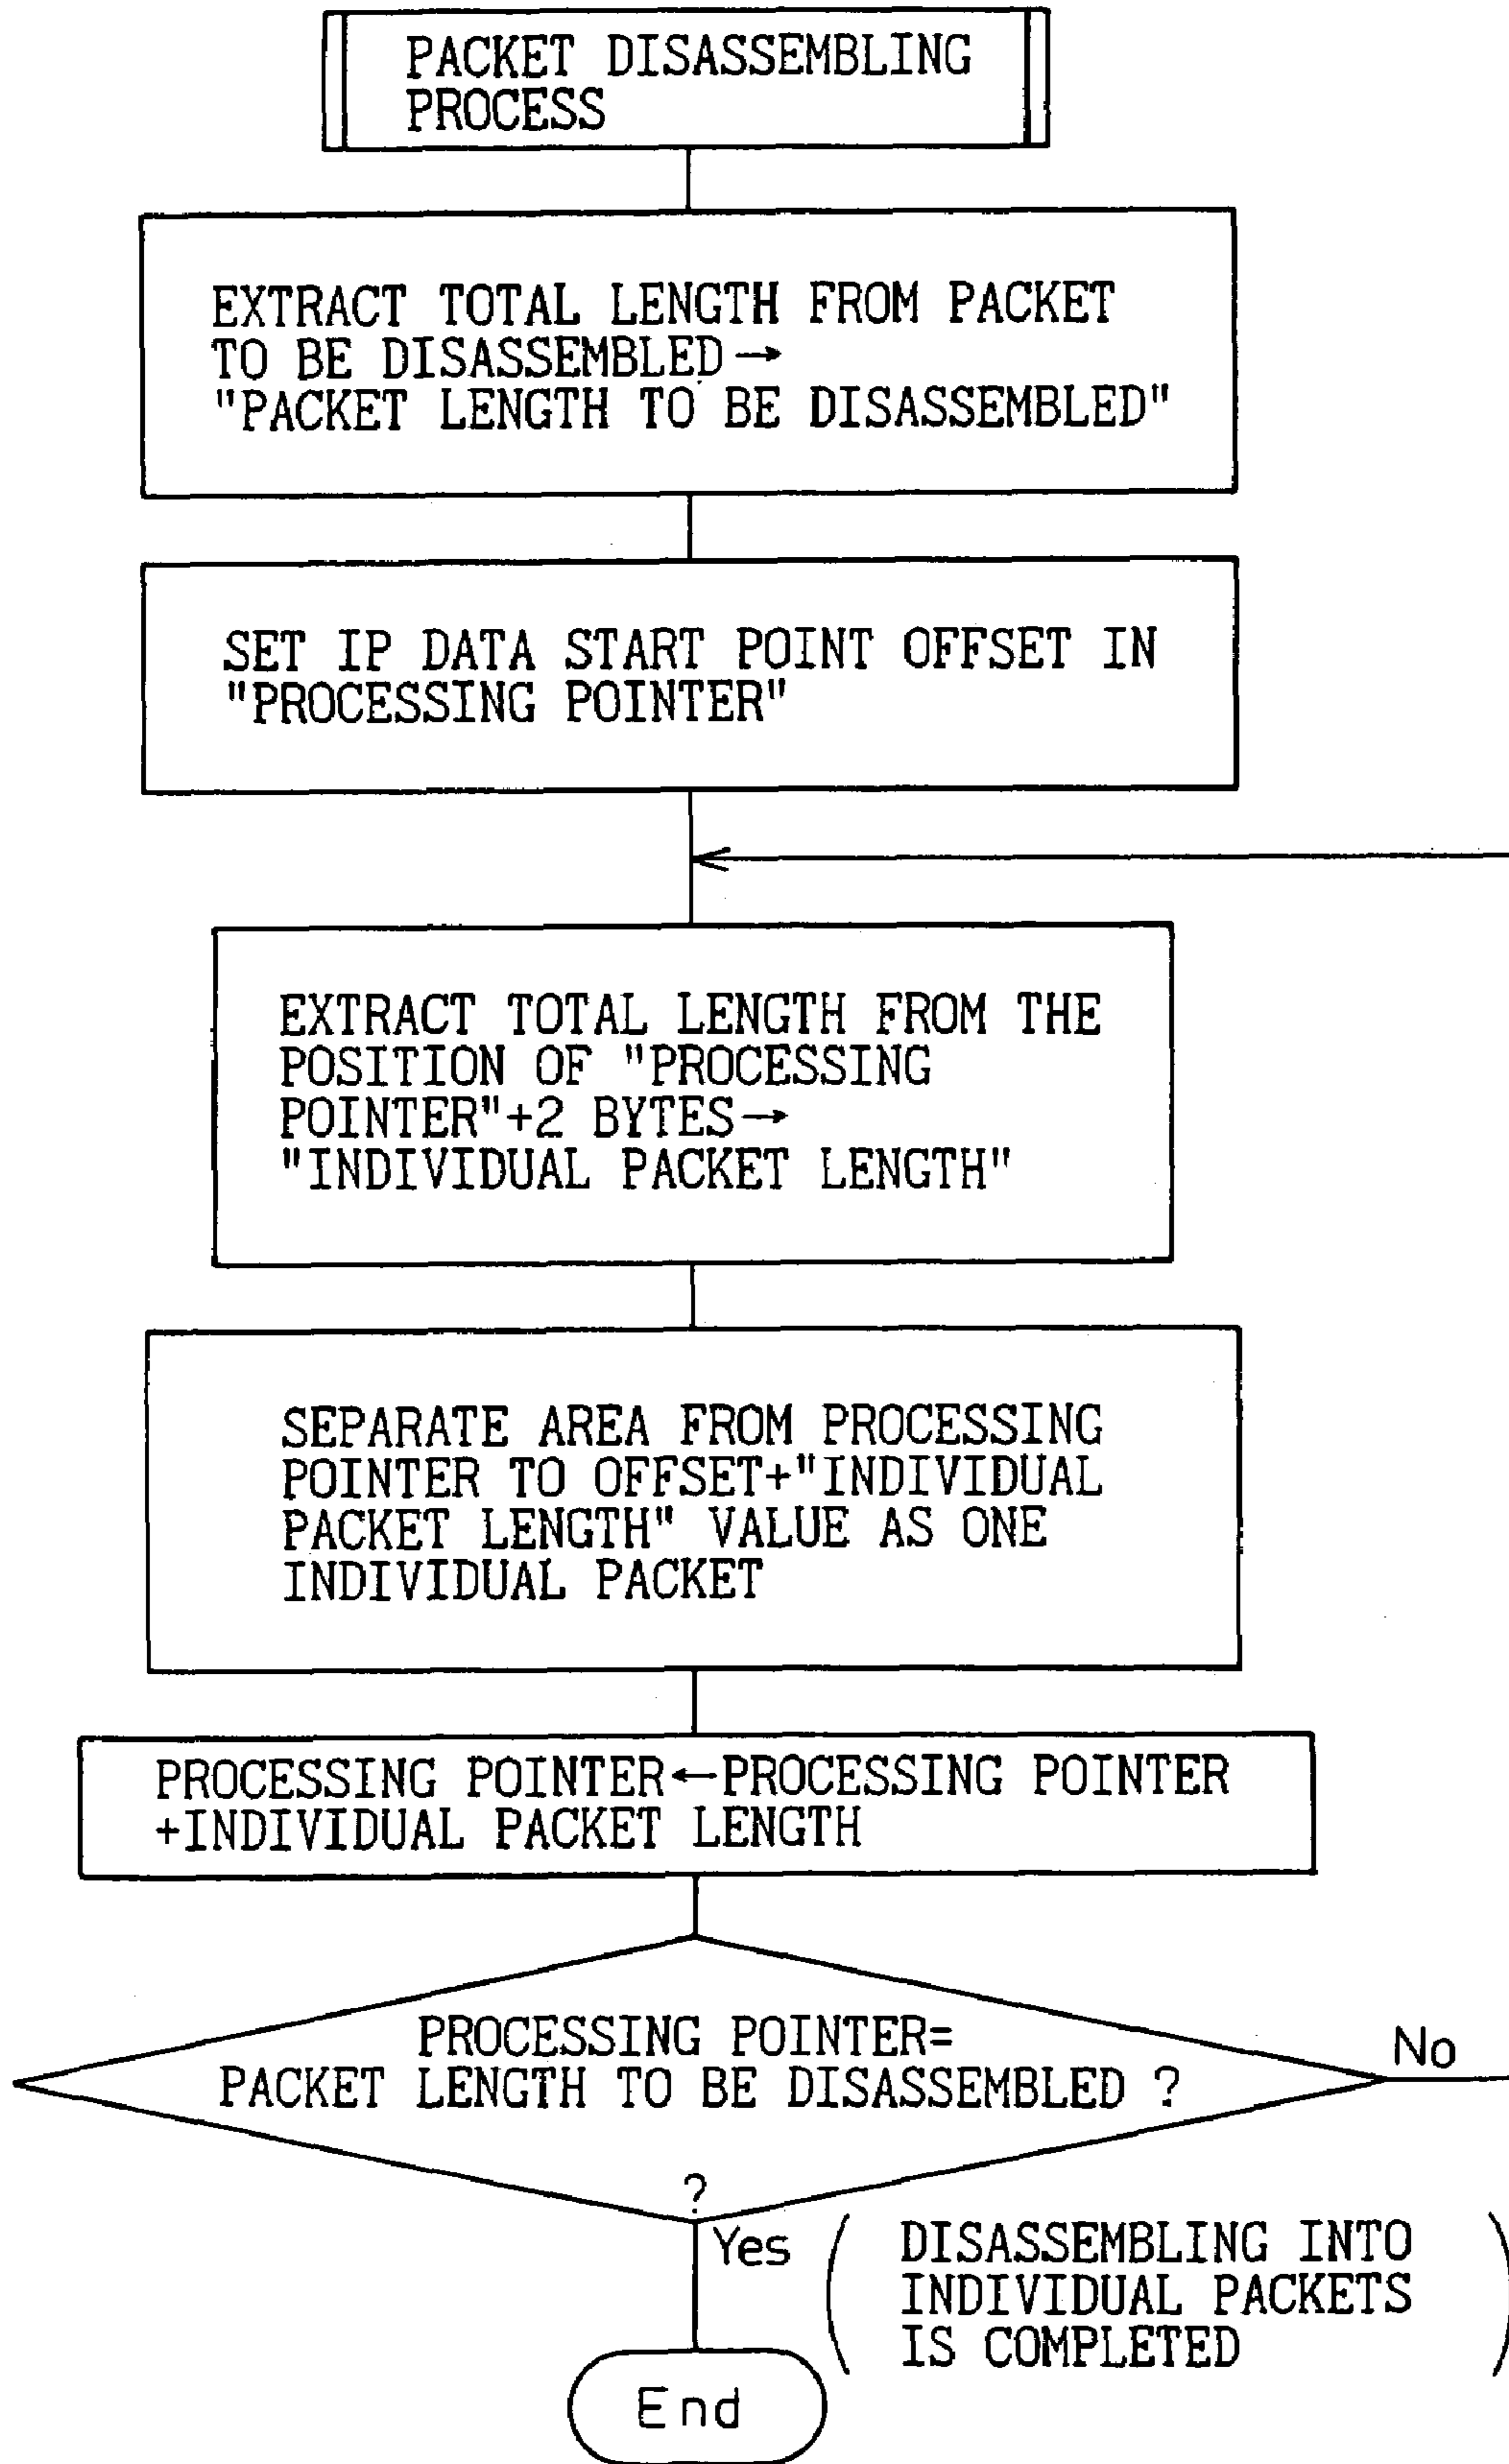 PACKET DISASSEMBLING
PROCESS
EXTRACT TOTAL LENGTH FROM PACKET
TO BE DISASSEMBLED→
"PACKET LENGTH TO BE DISASSEMBLED"
SET IP DATA START POINT OFFSET IN
"PROCESSING POINTER"
EXTRACT TOTAL LENGTH FROM THE
POSITION OF "PROCESSING
POINTER"+2 BYTES→
"INDIVIDUAL PACKET LENGTH"
SEPARATE AREA FROM PROCESSING
POINTER TO OFFSET+"INDIVIDUAL
PACKET LENGTH" VALUE AS ONE
INDIVIDUAL PACKET
PROCESSING POINTER←PROCESSING POINTER
+INDIVIDUAL PACKET LENGTH
PROCESSING POINTER=
PACKET LENGTH TO BE DISASSEMBLED ?
No
?
Yes
( DISASSEMBLING INTO
INDIVIDUAL PACKETS
IS COMPLETED )
End